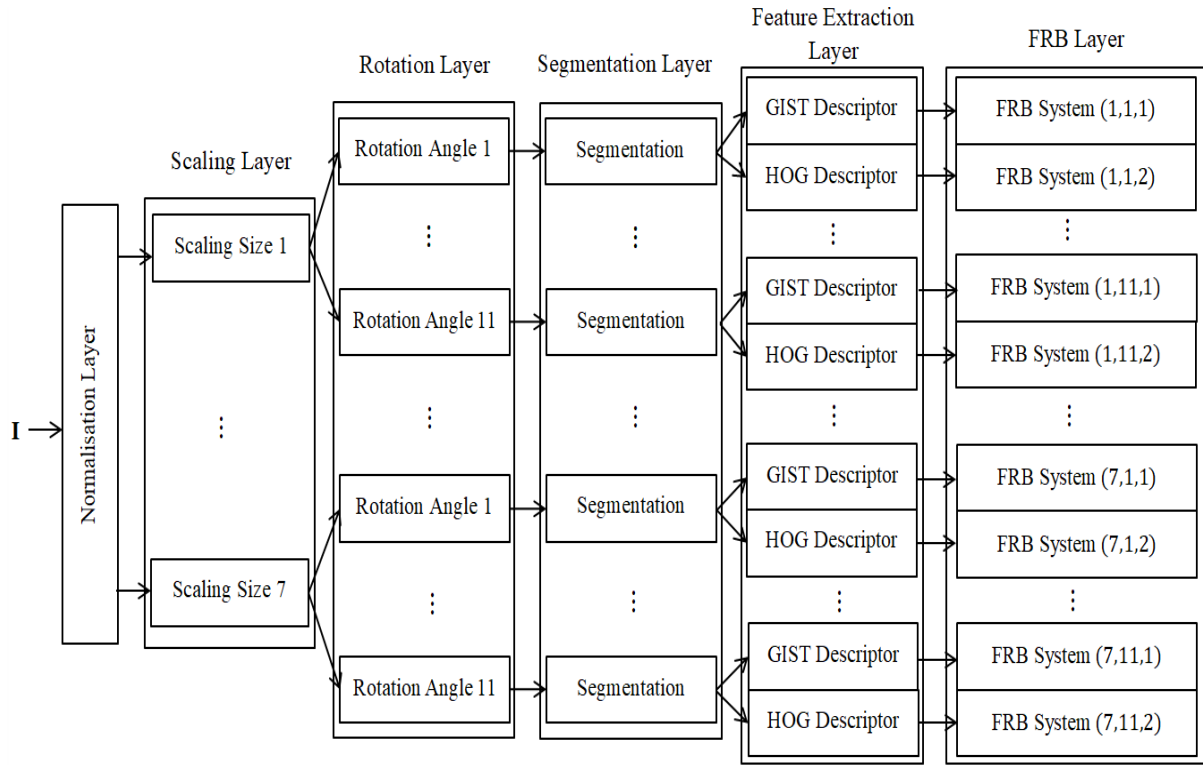 Feature Extraction
Layer
FRB Layer
Rotation Layer
Segmentation Layer
Scaling Layer
I
Normalisation Layer
Scaling Size 1
⋮
Scaling Size 7
Rotation Angle 1
⋮
Rotation Angle 11
⋮
Rotation Angle 1
⋮
Rotation Angle 11
Segmentation
⋮
Segmentation
⋮
Segmentation
⋮
Segmentation
GIST Descriptor
HOG Descriptor
⋮
GIST Descriptor
HOG Descriptor
⋮
GIST Descriptor
HOG Descriptor
⋮
GIST Descriptor
HOG Descriptor
FRB System (1,1,1)
FRB System (1,1,2)
⋮
FRB System (1,11,1)
FRB System (1,11,2)
⋮
FRB System (7,1,1)
FRB System (7,1,2)
⋮
FRB System (7,11,1)
FRB System (7,11,2)